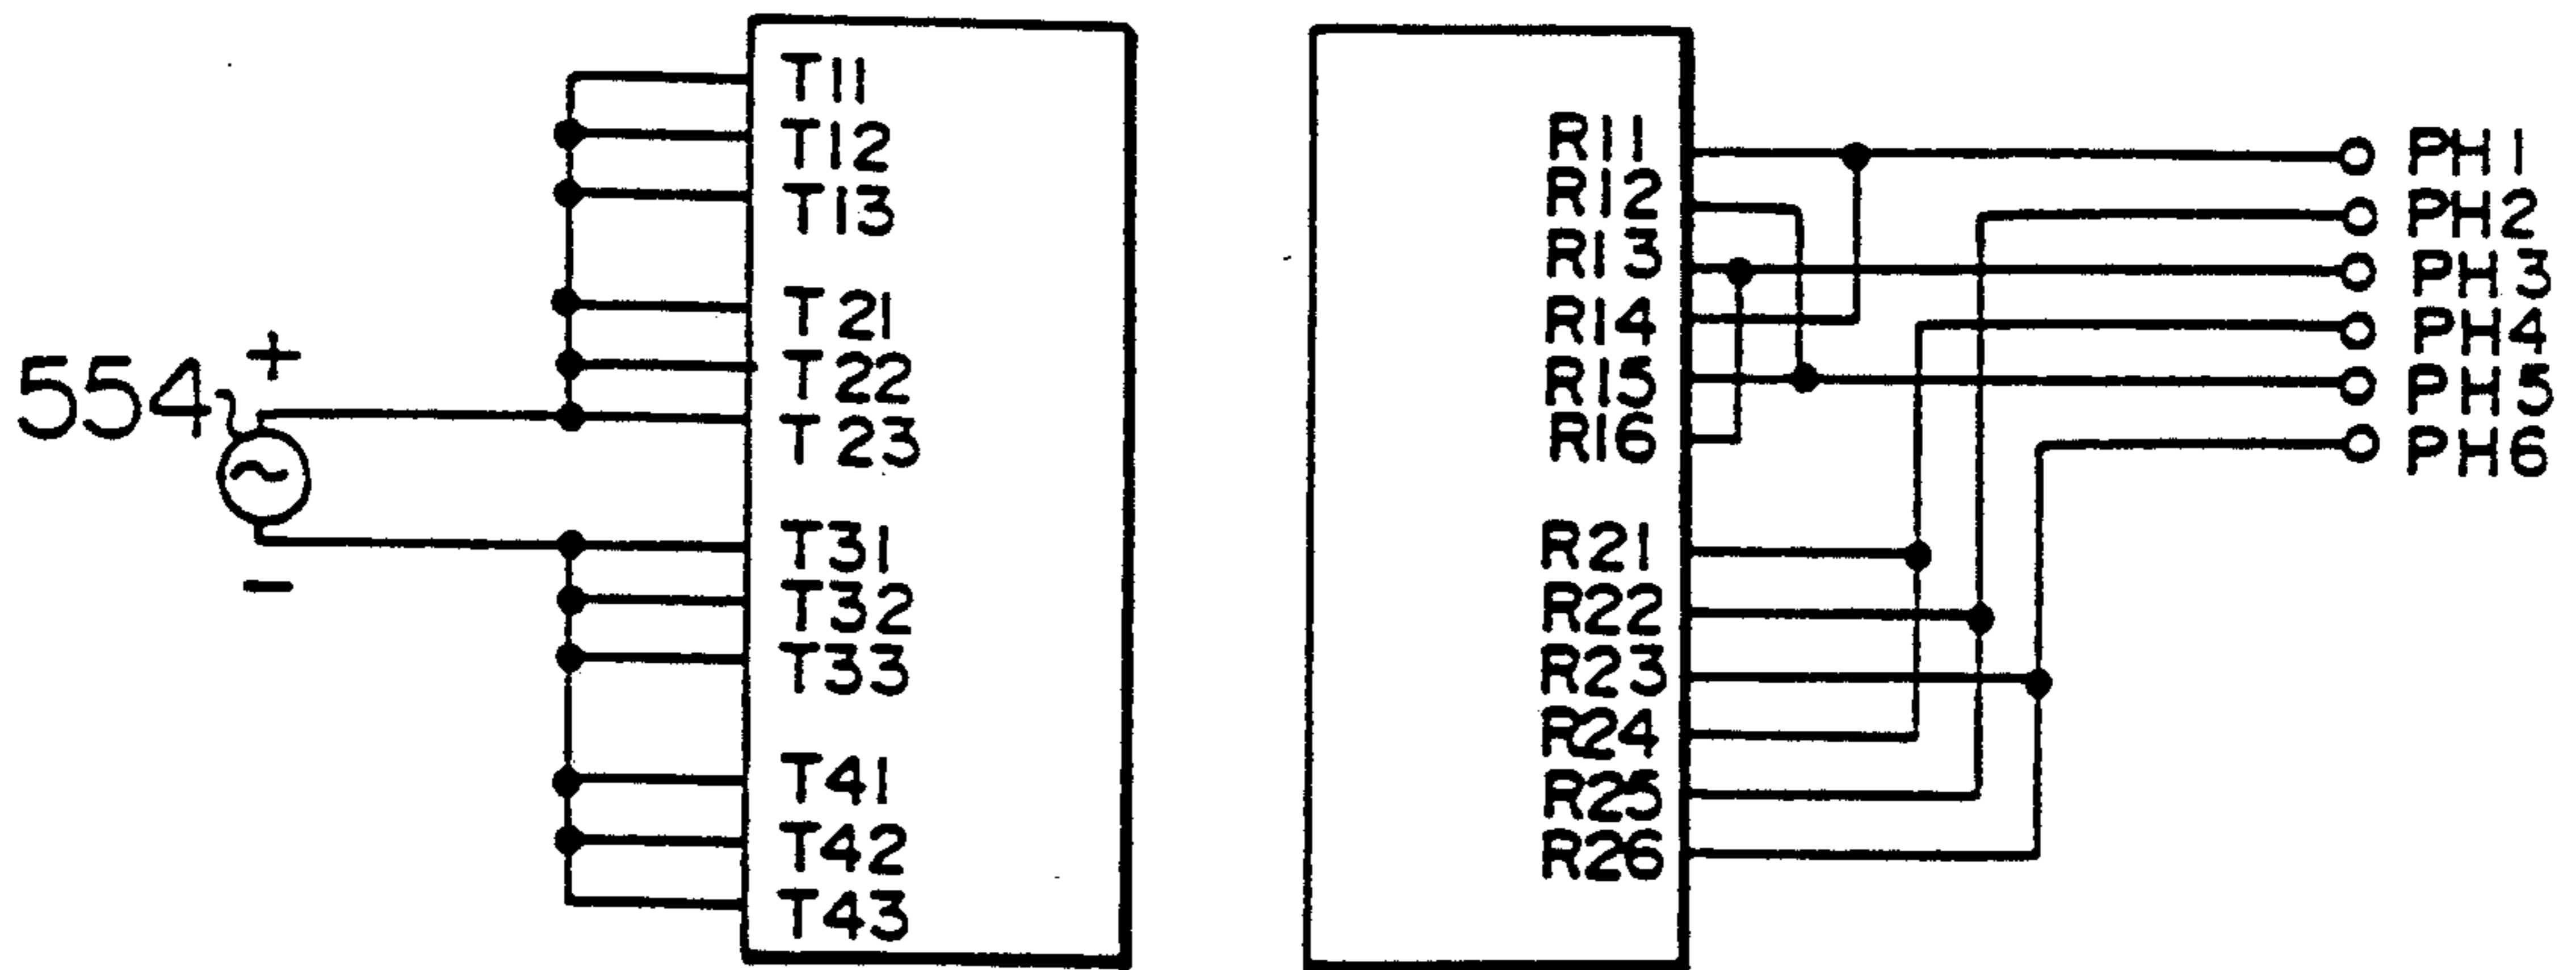 T11
T12
T13
T21
T22
T23
T31
T32
T33
T41
T42
T43
554
+
-
R11
R12
R13
R14
R15
R16
R21
R22
R23
R24
R25
R26
PH1
PH2
PH3
PH4
PH5
PH6